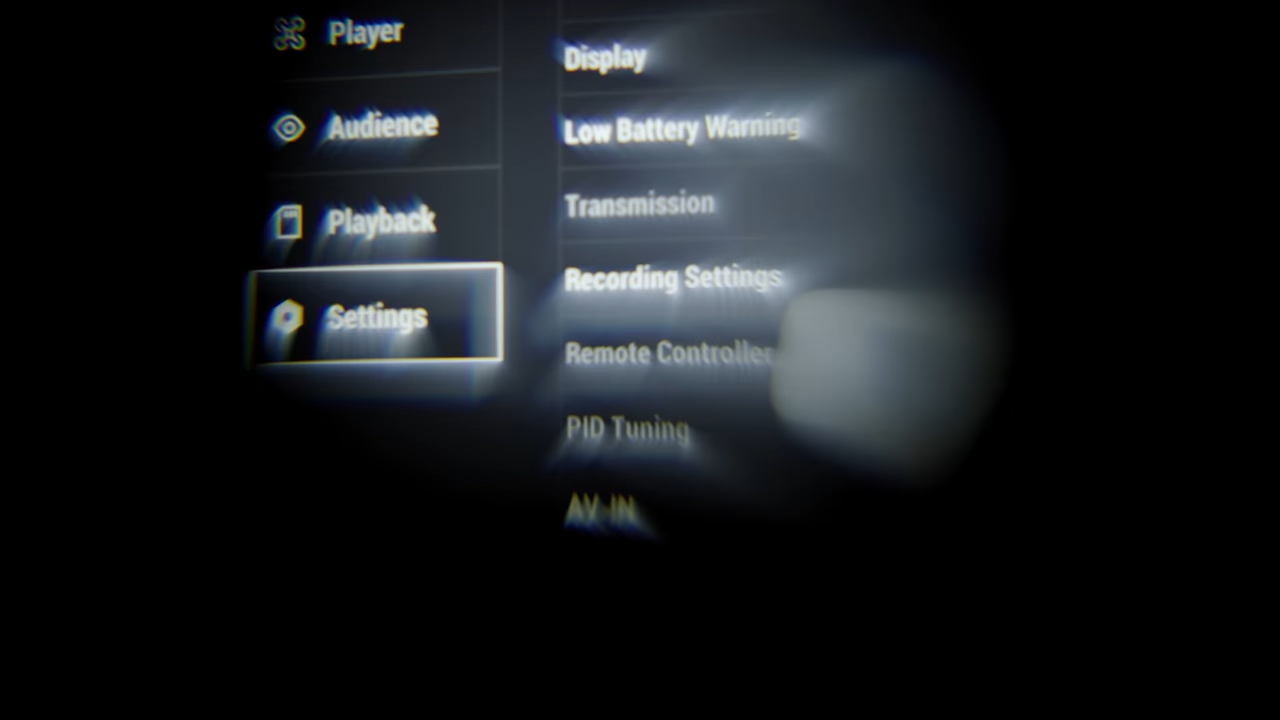 Player
Audience
Playback
Settings
Display
Low Battery Warning
Transmission
Recording Settings
Remote Controller
PID Tuning
AV-IN